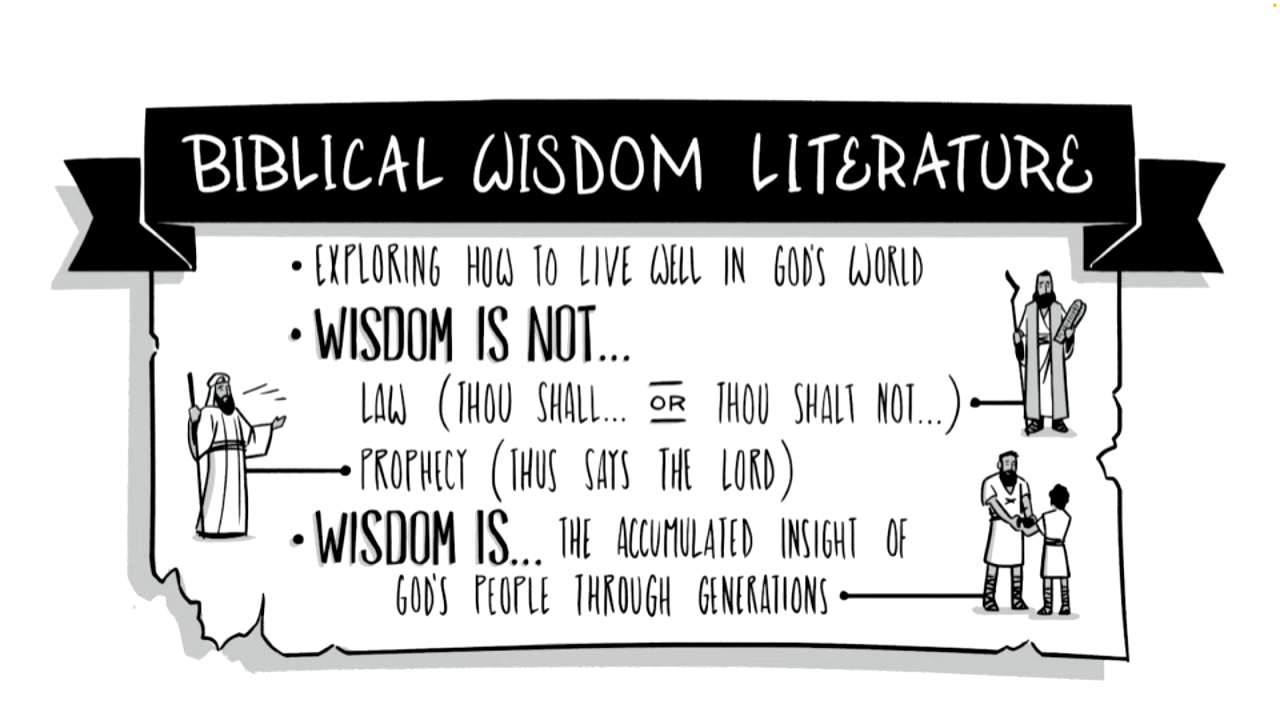 BIBLICAL WISDOM LITERATURE
• EXPLORING HOW TO LIVE WELL IN GOD'S WORLD
• WISDOM IS NOT...
LAW (THOU SHALL... OR THOU SHALT NOT...)
PROPHECY (THUS SAYS THE LORD)
• WISDOM IS... THE ACCUMULATED INSIGHT OF
GOD'S PEOPLE THROUGH GENERATIONS